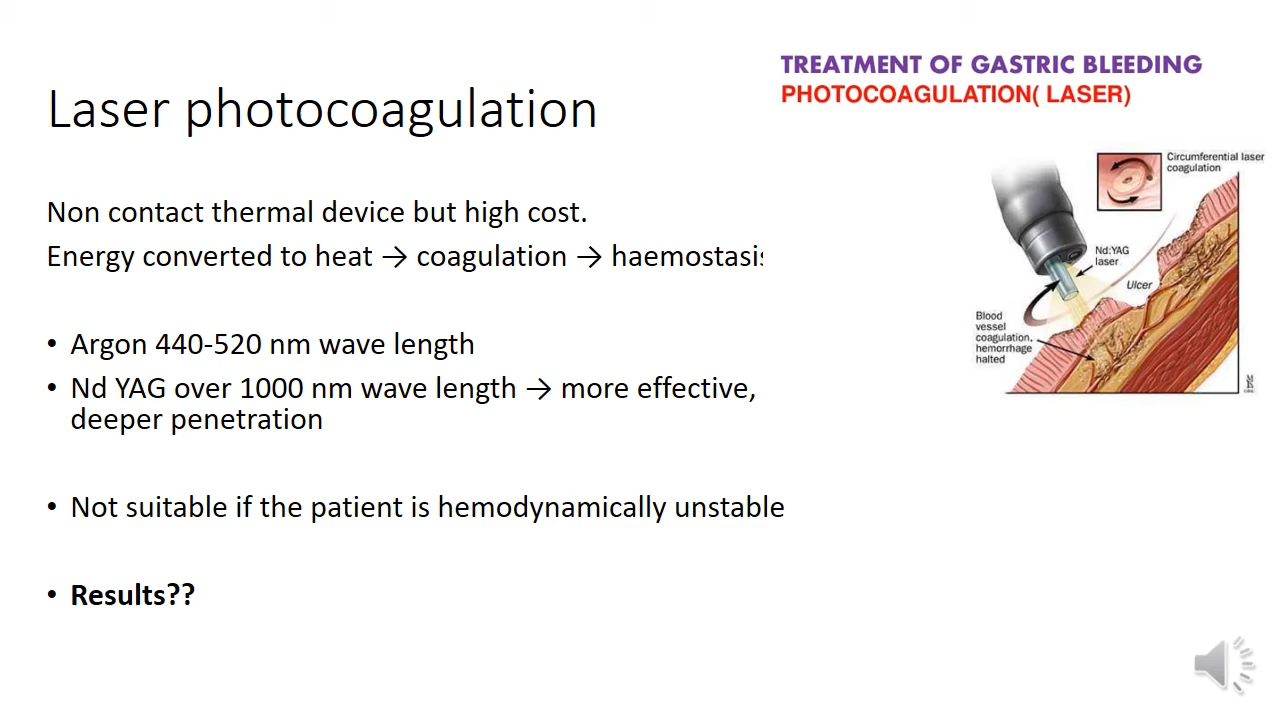 Laser photocoagulation
Non contact thermal device but high cost.
Energy converted to heat → coagulation → haemostasis
• Argon 440-520 nm wave length
• Nd YAG over 1000 nm wave length → more effective,
deeper penetration
• Not suitable if the patient is hemodynamically unstable
• Results??
TREATMENT OF GASTRIC BLEEDING
PHOTOCOAGULATION( LASER)
Circumferential laser
coagulation
Nd:YAG
laser
Ulcer
Blood
vessel
coagulation,
hemorrhage
halted